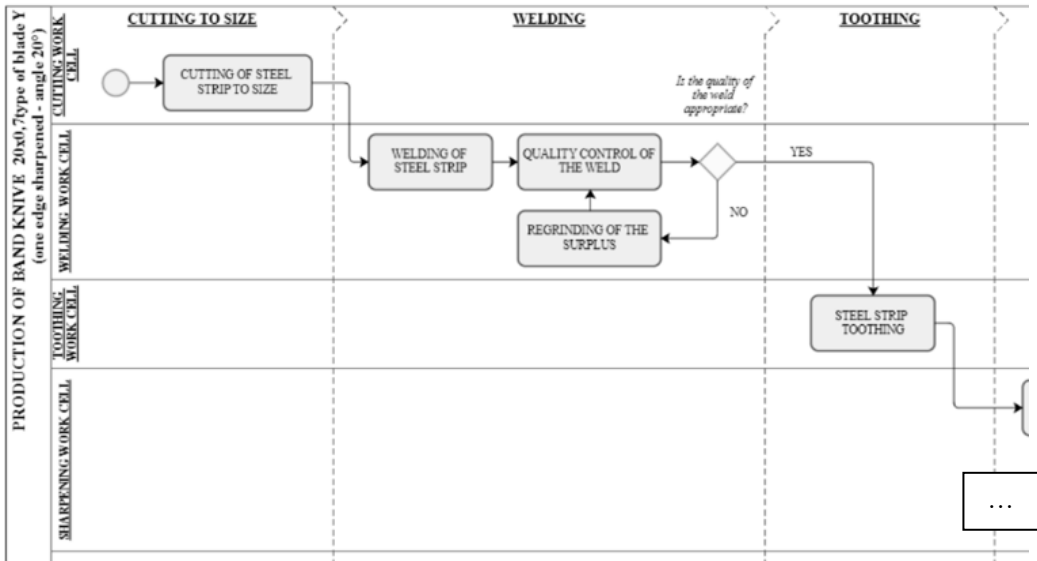 PRODUCTION OF BAND KNIVE 20x0,7type of blade Y
(one edge sharpened - angle 20°)
CUTTING TO SIZE
WELDING
TOOTHING
CUTTING WORK
CELL
CUTTING OF STEEL
STRIP TO SIZE
Is the quality of
the weld
appropriate?
WELDING WORK CELL
WELDING OF
STEEL STRIP
QUALITY CONTROL OF
THE WELD
YES
NO
REGRINDING OF THE
SURPLUS
TOOTHING
WORK CELL
STEEL STRIP
TOOTHING
SHARPENING WORK CELL
...